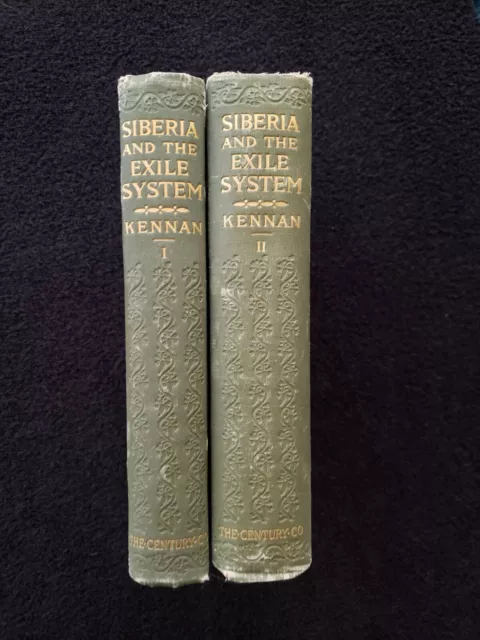 SIBERIA
AND THE
EXILE
SYSTEM
KENNAN
I
THE·CENTURY·CO
SIBERIA
AND THE
EXILE
SYSTEM
KENNAN
II
THE·CENTURY·CO